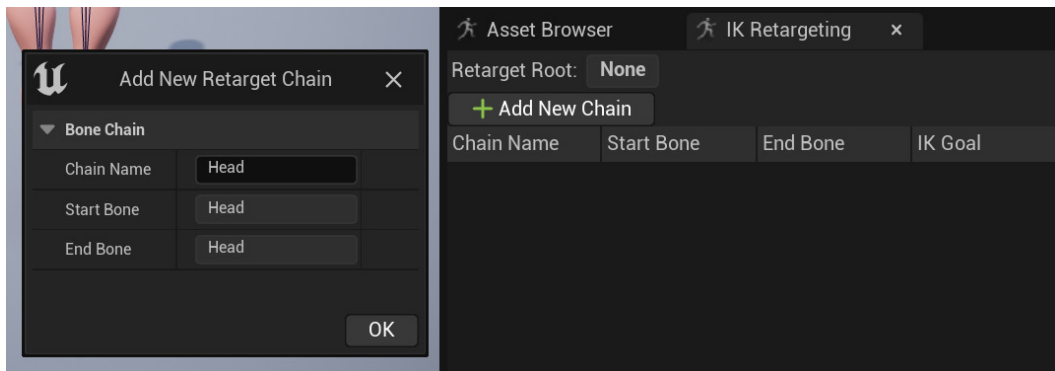 Add New Retarget Chain
Bone Chain
Chain Name Head
Start Bone Head
End Bone Head
OK
Asset Browser IK Retargeting
Retarget Root: None
Add New Chain
Chain Name Start Bone End Bone IK Goal